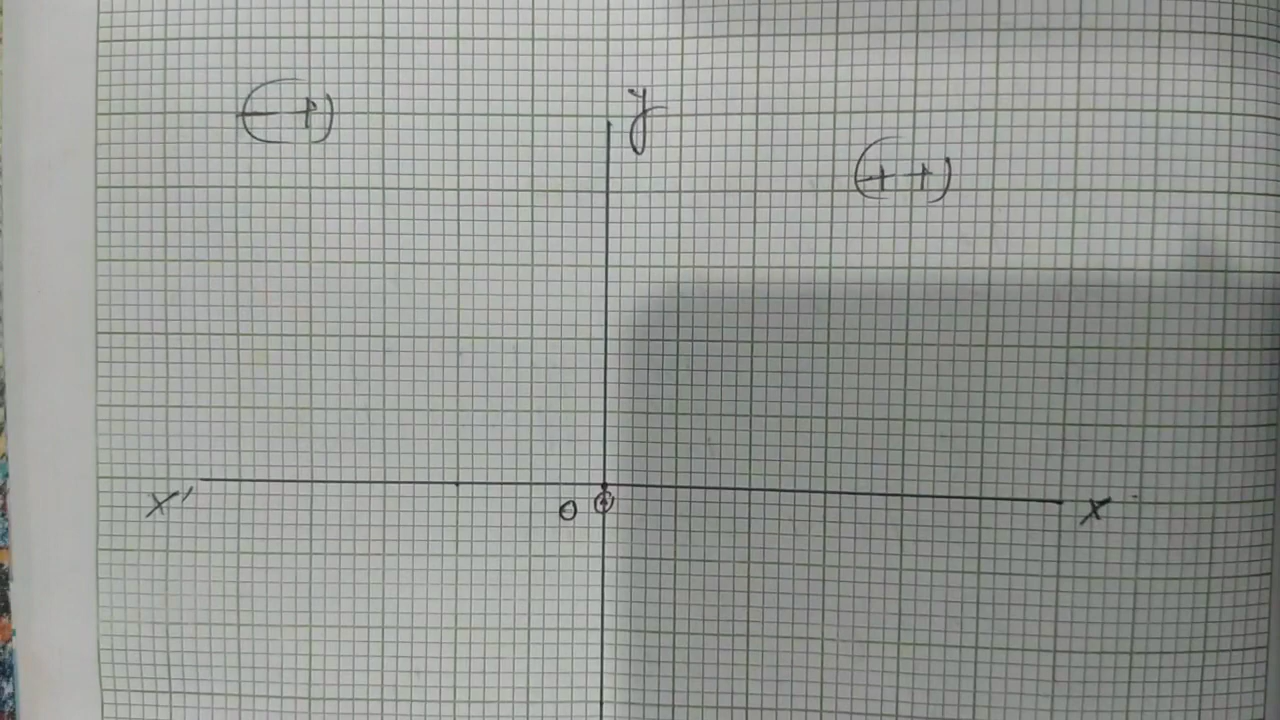 (- +)
y
(+ +)
X'
O
X